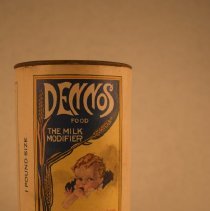 DENNOS
FOOD
THE MILK
MODIFIER
1 POUND SIZE